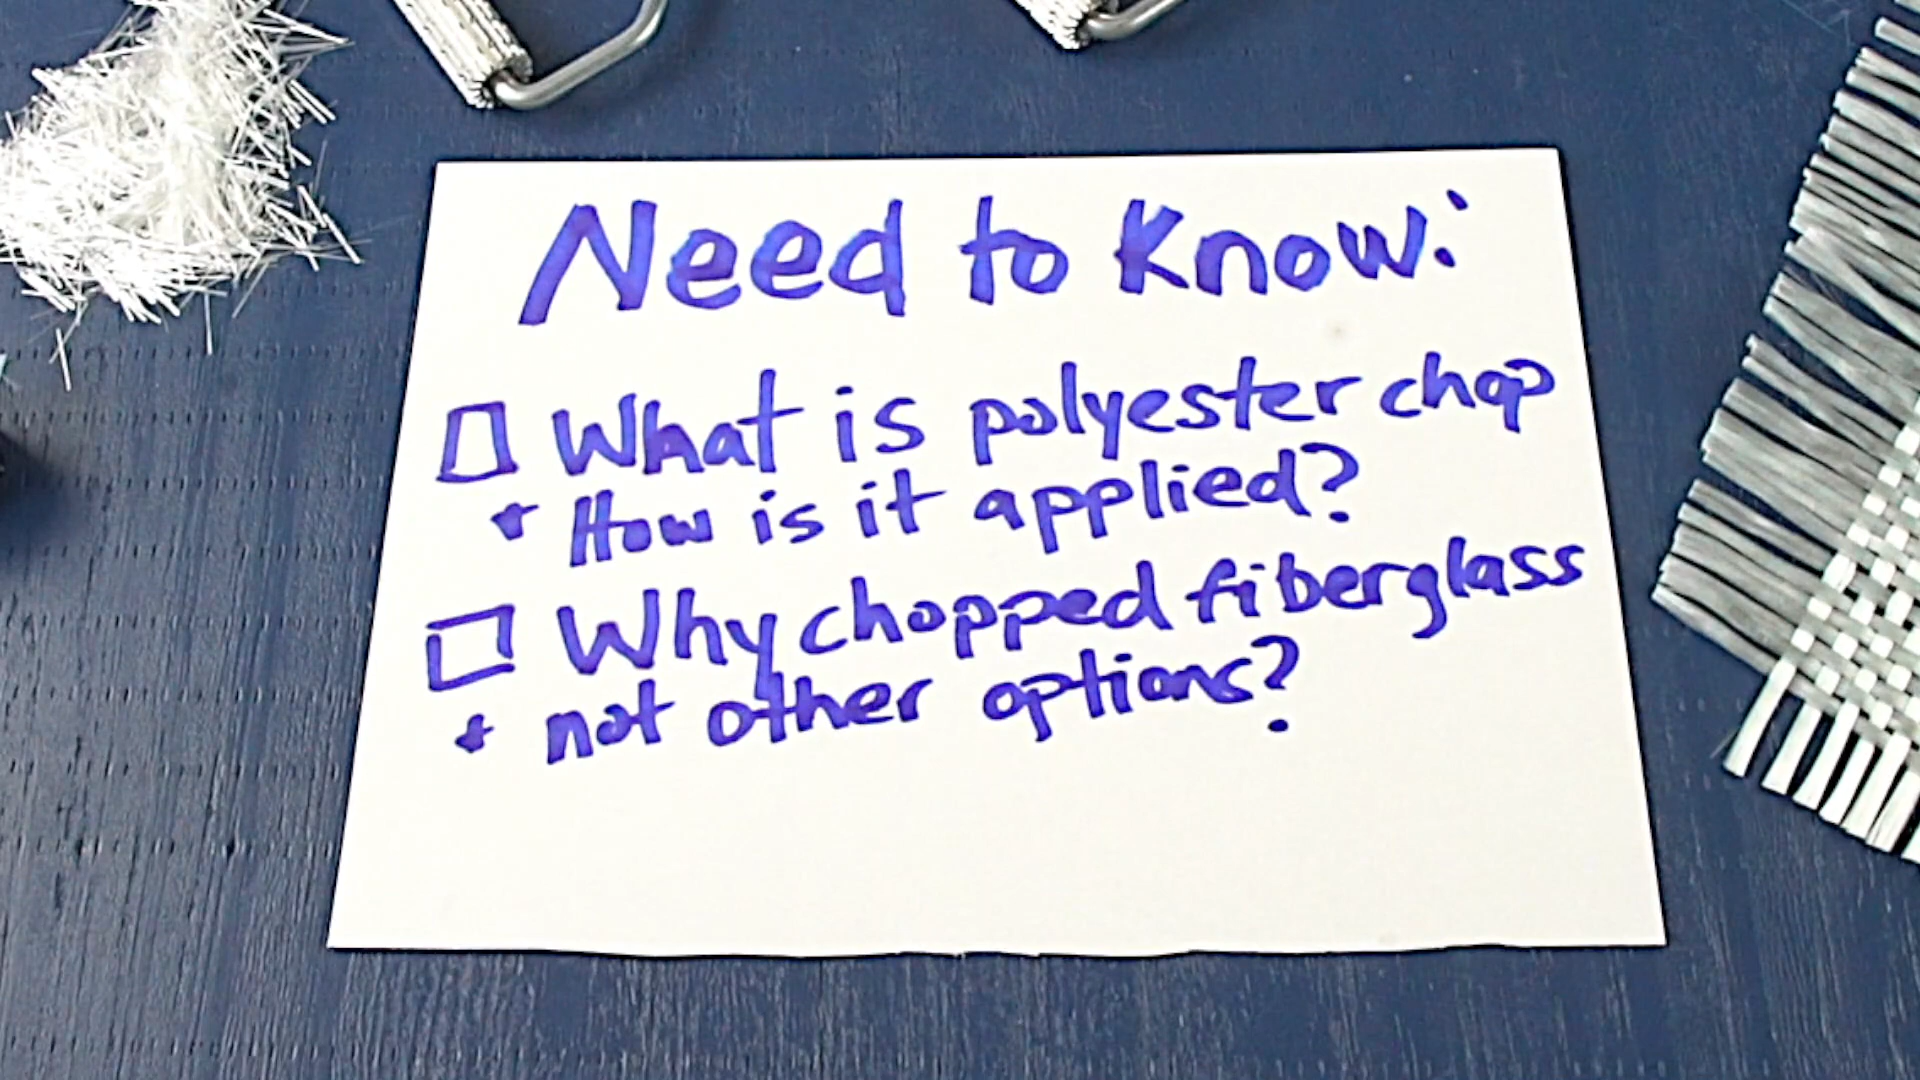 Need to Know:
☐ What is polyester chop
+ How is it applied?
☐ Why chopped fiberglass
+ not other options?